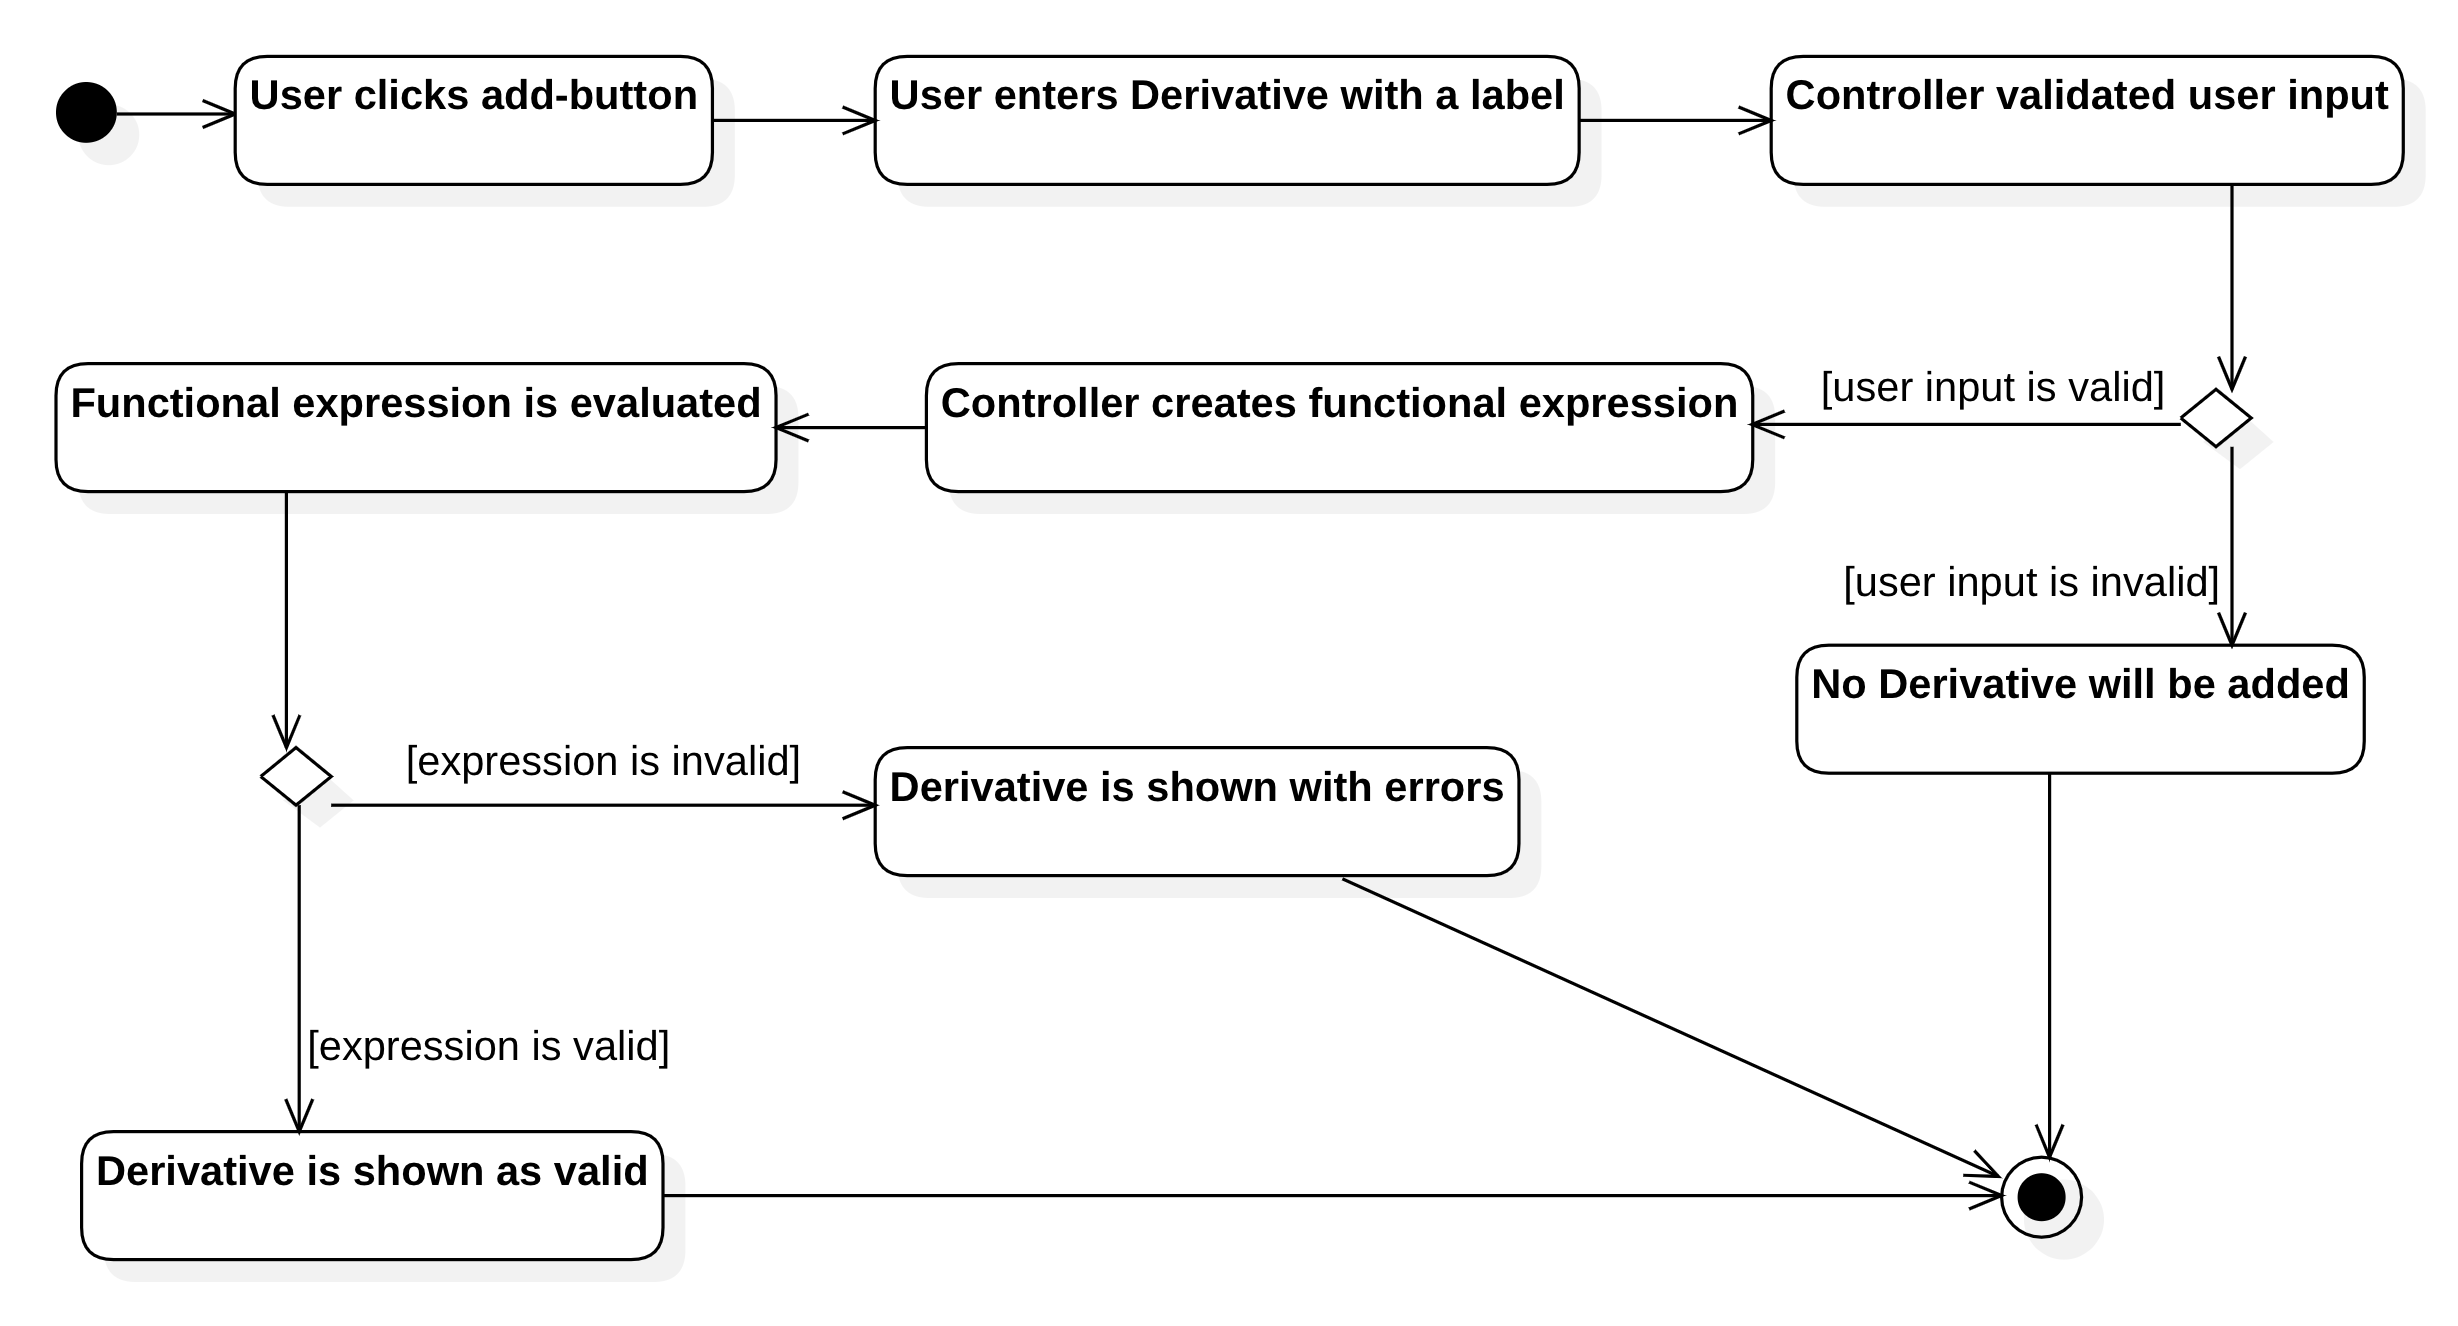 User clicks add-button
User enters Derivative with a label
Controller validated user input
Functional expression is evaluated
Controller creates functional expression
[user input is valid]
[user input is invalid]
No Derivative will be added
[expression is invalid]
Derivative is shown with errors
[expression is valid]
Derivative is shown as valid